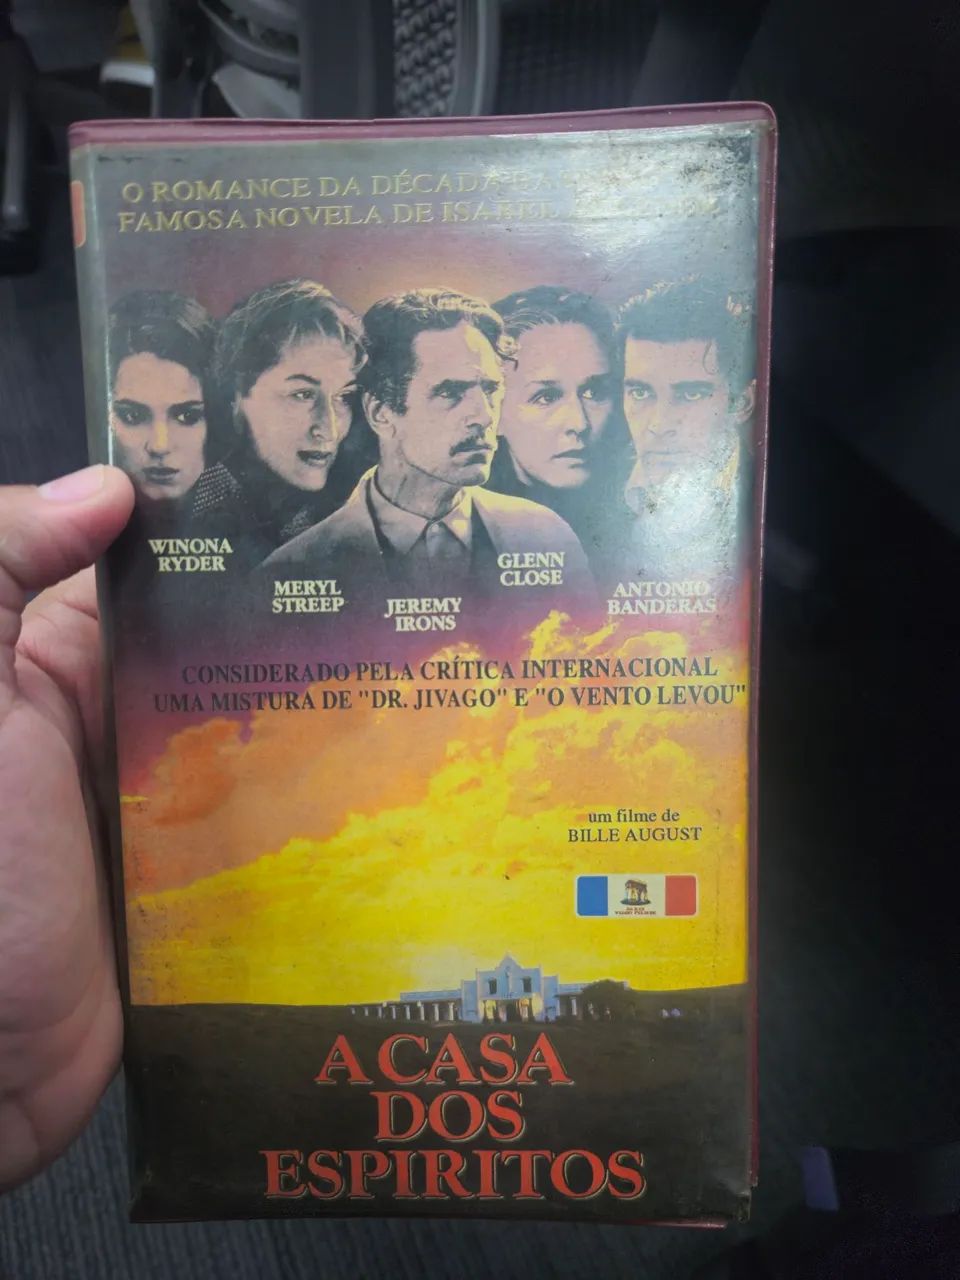 O ROMANCE DA DÉCADA
FAMOSA NOVELA DE ISABEL
WINONA
RYDER
MERYL
STREEP
JEREMY
IRONS
GLENN
CLOSE
ANTONIO
BANDERAS
CONSIDERADO PELA CRÍTICA INTERNACIONAL
UMA MISTURA DE "DR. JIVAGO" E "O VENTO LEVOU"
um filme de
BILLE AUGUST
A CASA
DOS
ESPIRITOS